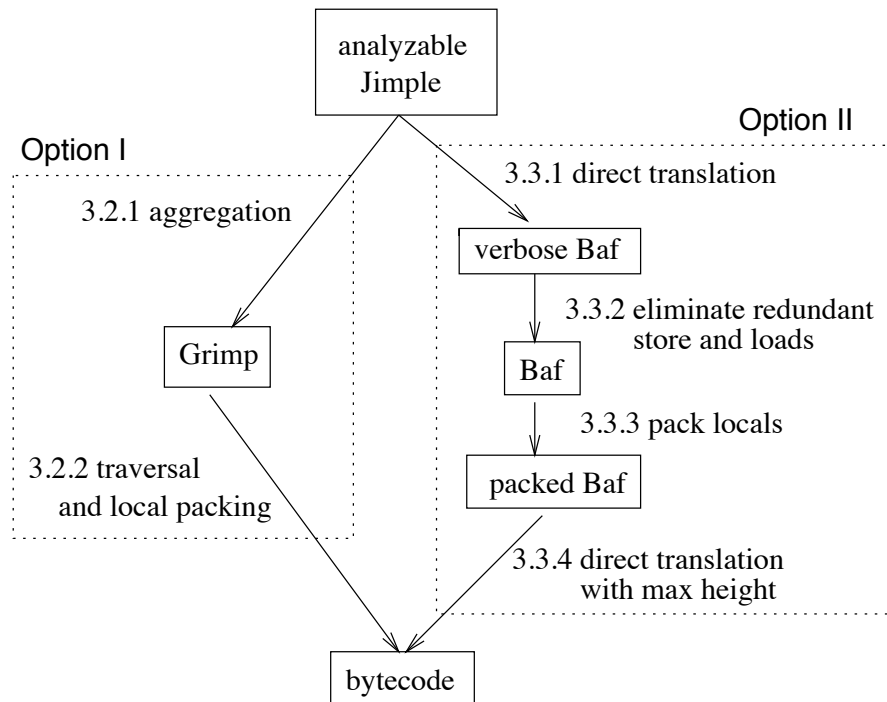 analyzable
Jimple
Option I
Option II
3.2.1 aggregation
3.3.1 direct translation
verbose Baf
3.3.2 eliminate redundant
store and loads
Grimp
Baf
3.3.3 pack locals
3.2.2 traversal
and local packing
packed Baf
3.3.4 direct translation
with max height
bytecode